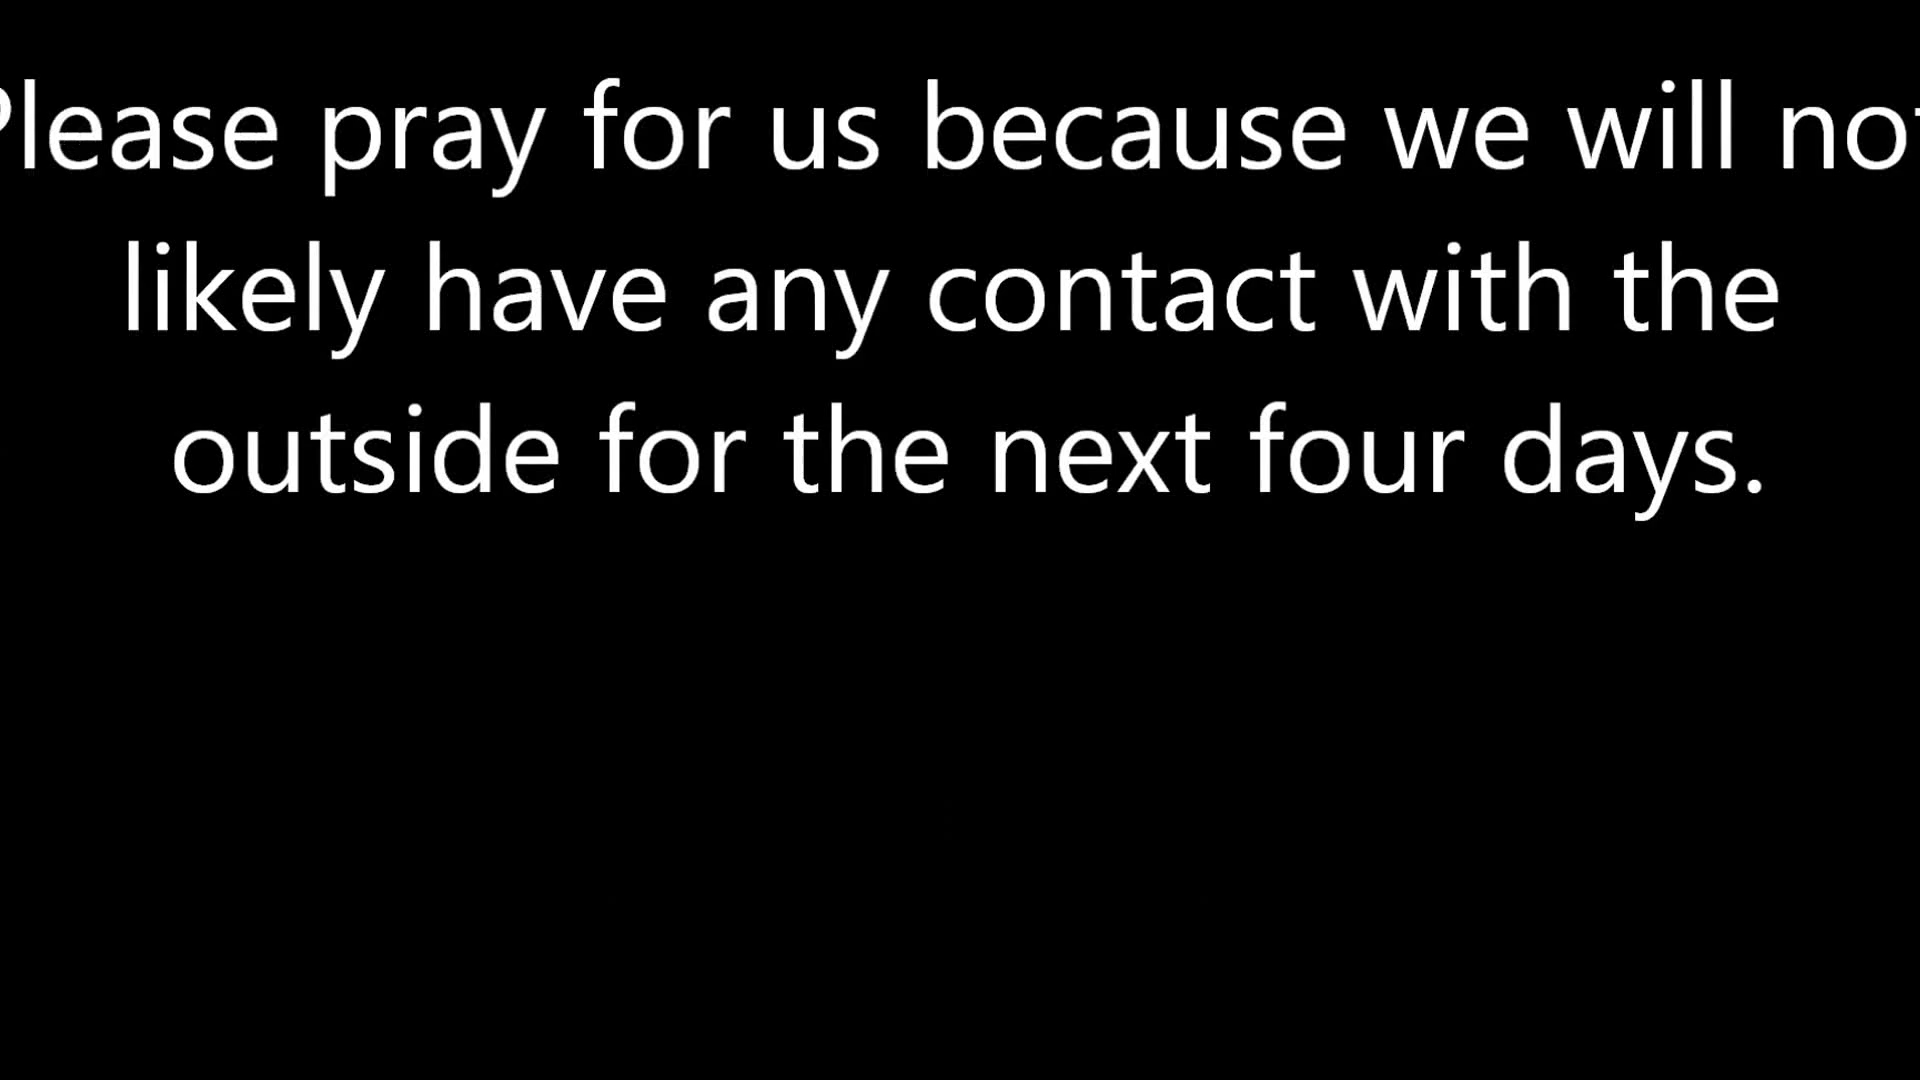 Please pray for us because we will not
likely have any contact with the
outside for the next four days.